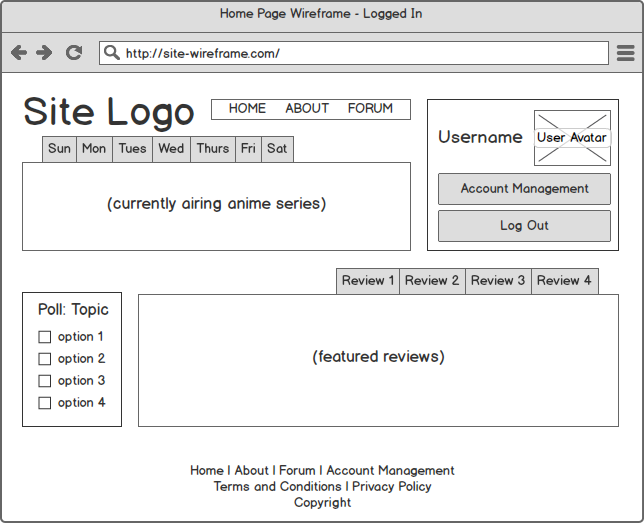 Home Page Wireframe - Logged In
http://site-wireframe.com/
Site Logo
HOME ABOUT FORUM
Sun Mon Tues Wed Thurs Fri Sat
(currently airing anime series)
Username
User Avatar
Account Management
Log Out
Poll: Topic
option 1
option 2
option 3
option 4
Review 1 Review 2 Review 3 Review 4
(featured reviews)
Home | About | Forum | Account Management
Terms and Conditions | Privacy Policy
Copyright